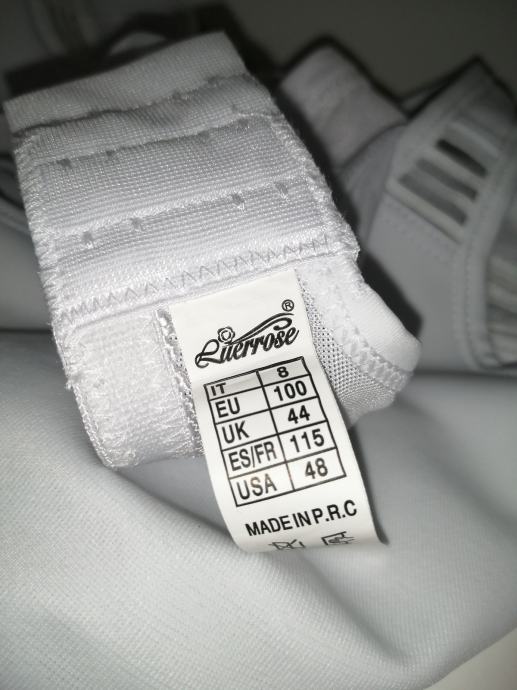 Luerrose ®
IT 8
EU 100
UK 44
ES/FR 115
USA 48
MADE IN P.R.C